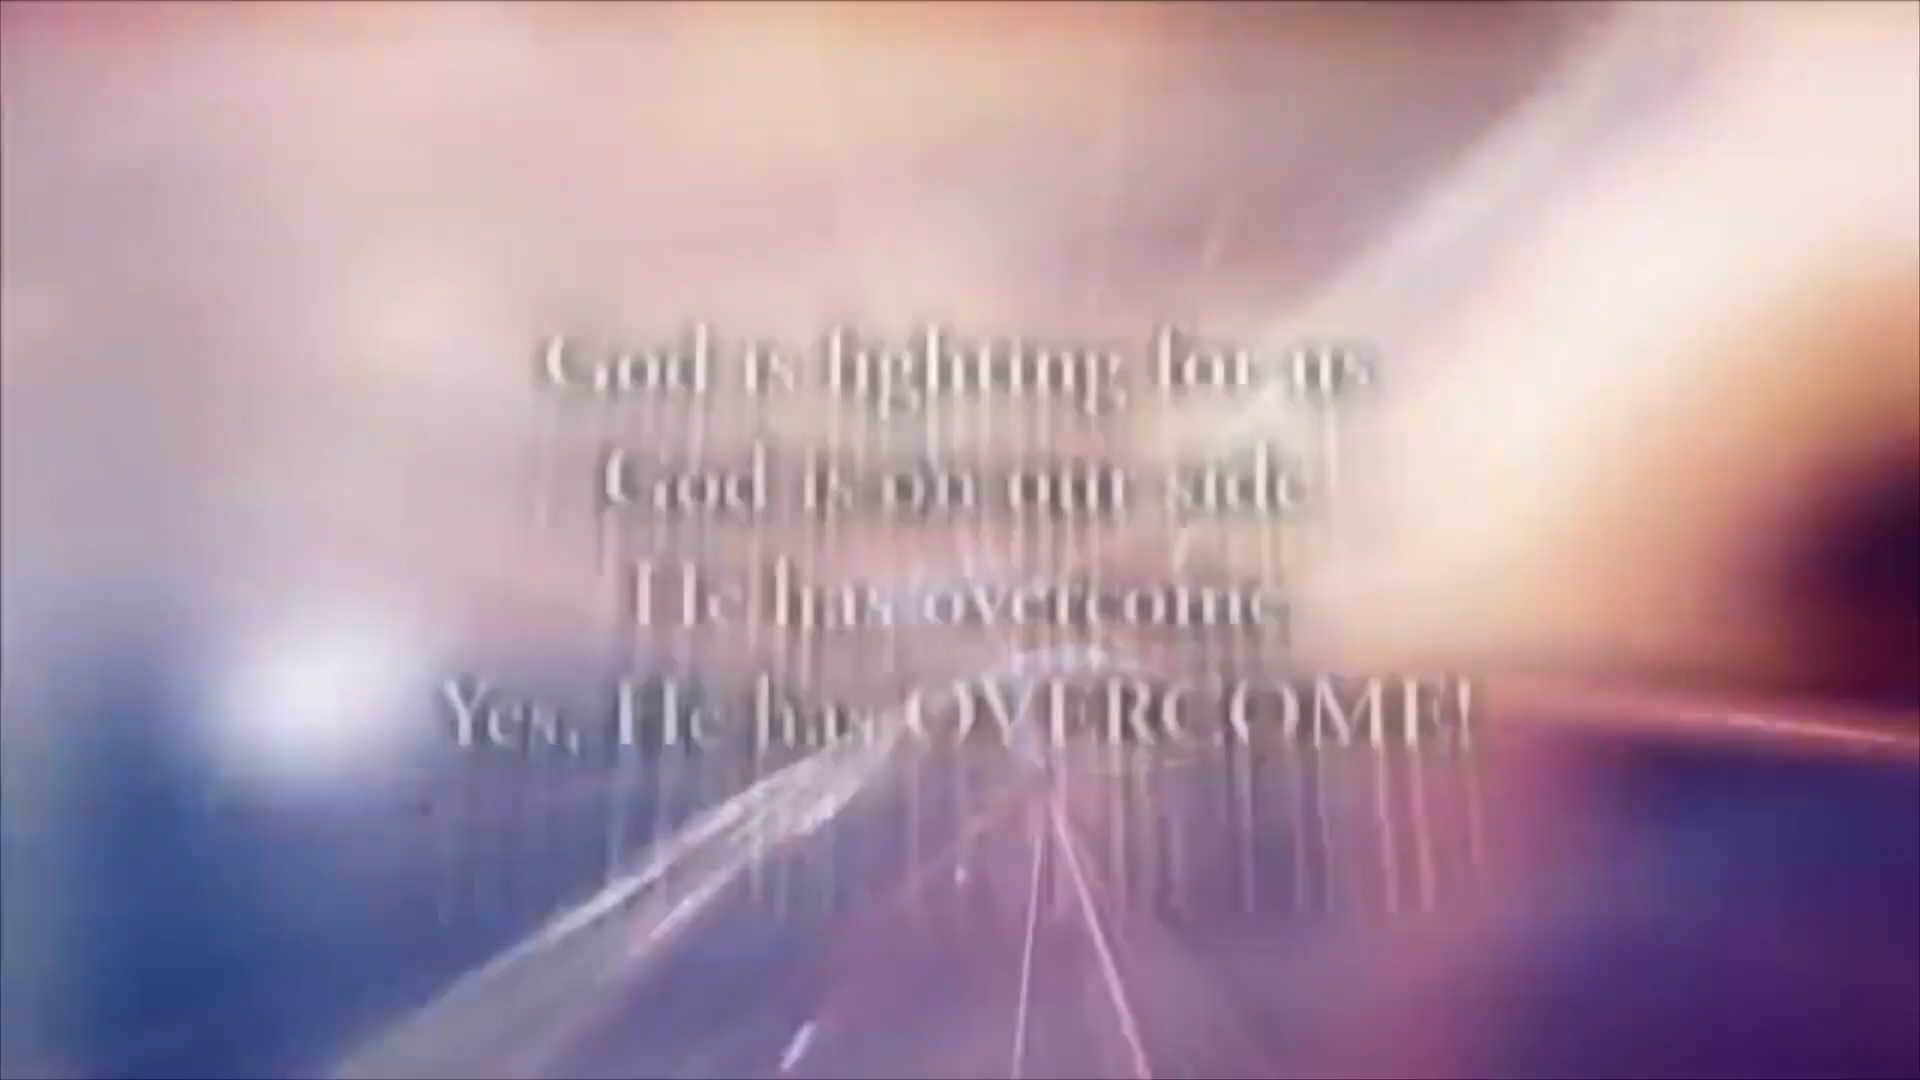 God is fighting for us
God is on our side
He has overcome
Yes, He has OVERCOME!